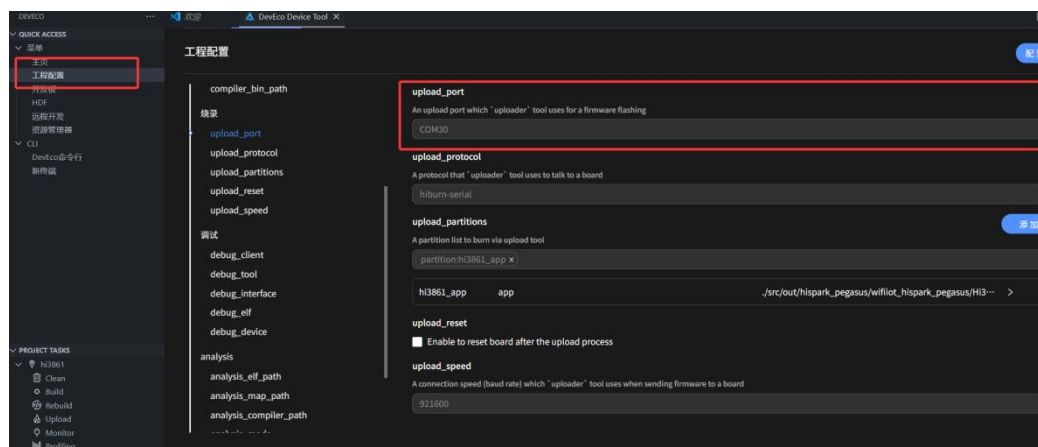 DEVECO
欢迎
DevEco Device Tool
QUICK ACCESS
菜单
主页
工程配置
开发板
HDF
远程开发
资源管理器
CLI
DevEco命令行
新终端
PROJECT TASKS
hi3861
Clean
Build
Rebuild
Upload
Monitor
Profiling
工程配置
compiler_bin_path
烧录
upload_port
upload_protocol
upload_partitions
upload_reset
upload_speed
调试
debug_client
debug_tool
debug_interface
debug_elf
debug_device
analysis
analysis_elf_path
analysis_map_path
analysis_compiler_path
upload_port
An upload port which `uploader` tool uses for a firmware flashing
COM30
upload_protocol
A protocol that `uploader` tool uses to talk to a board
hiburn-serial
upload_partitions
添加
A partition list to burn via upload tool
partition:hi3861_app ×
hi3861_app app ./src/out/hispark_pegasus/wifiiot_hispark_pegasus/Hi3···
upload_reset
Enable to reset board after the upload process
upload_speed
A connection speed (baud rate) which `uploader` tool uses when sending firmware to a board
921600